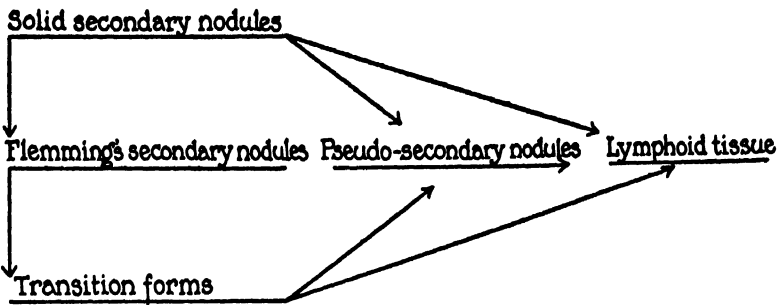 Solid secondary nodules
Flemming's secondary nodules Pseudo-secondary nodules Lymphoid tissue
Transition forms